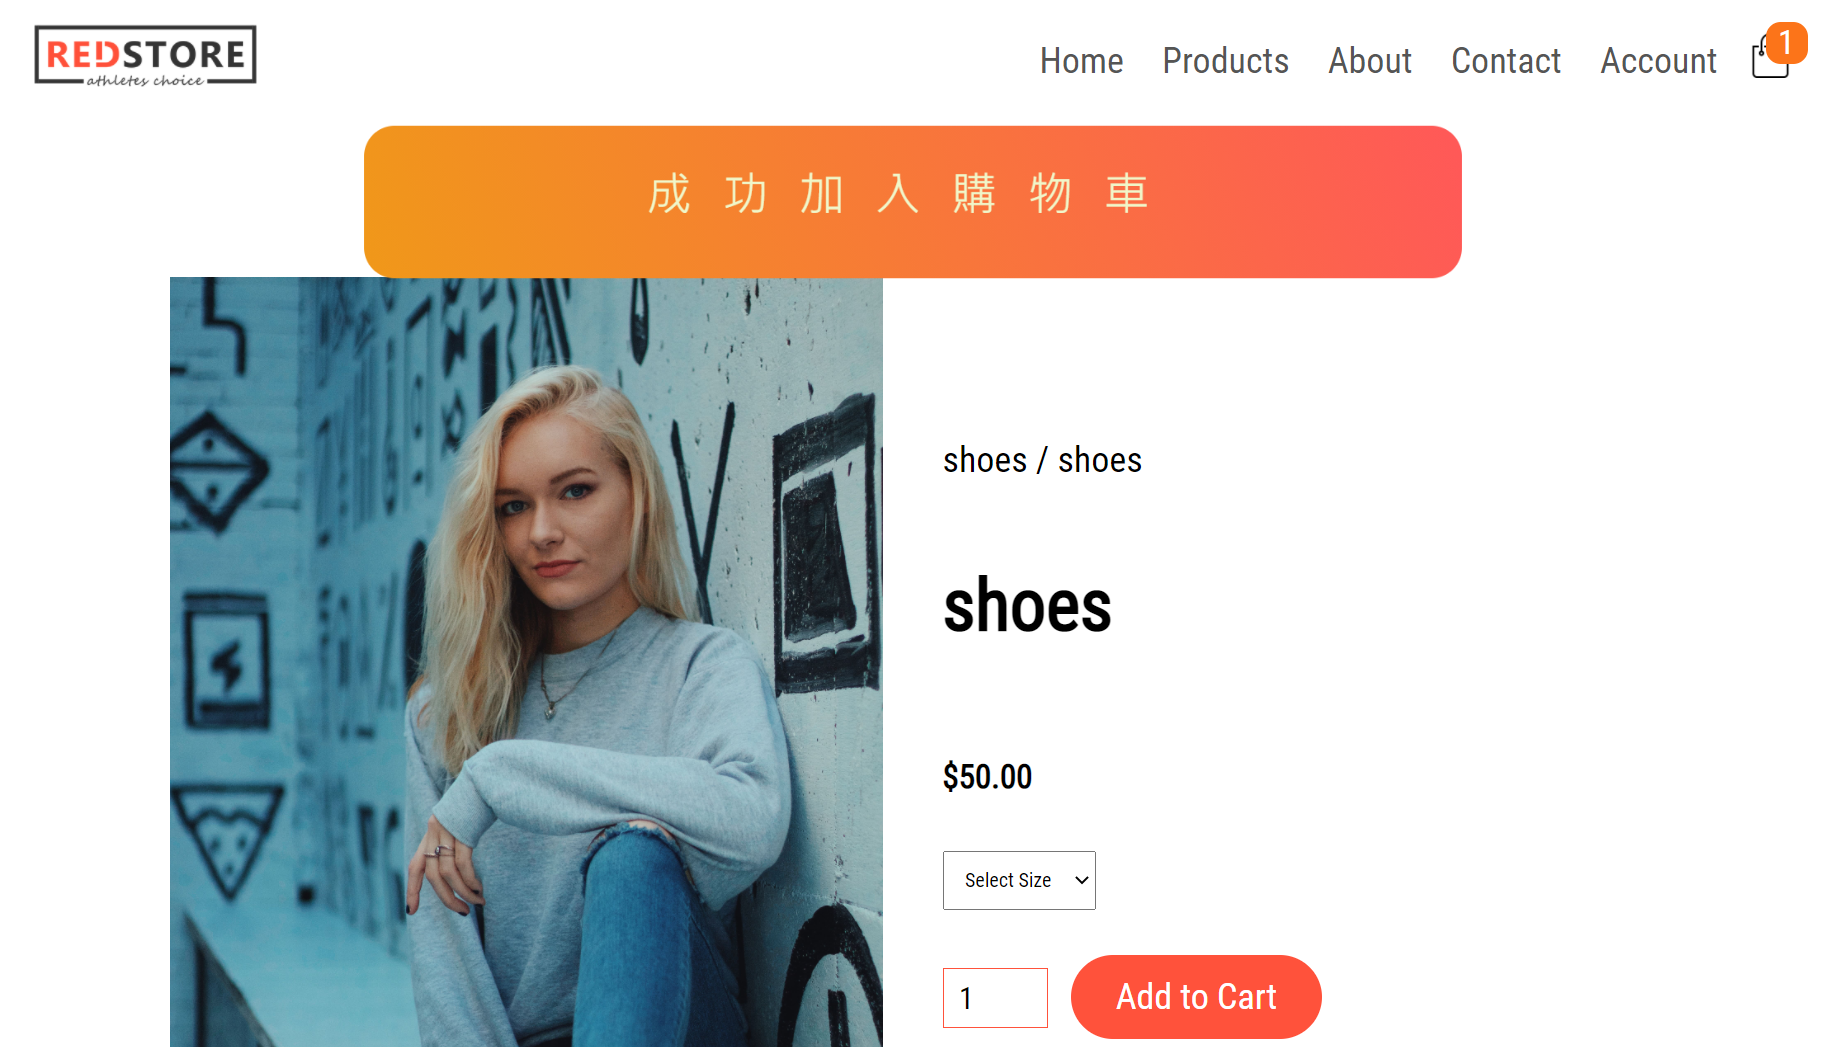 REDSTORE
athletes choice
Home Products About Contact Account 1
成功加入購物車
shoes / shoes
shoes
$50.00
Select Size
1 Add to Cart